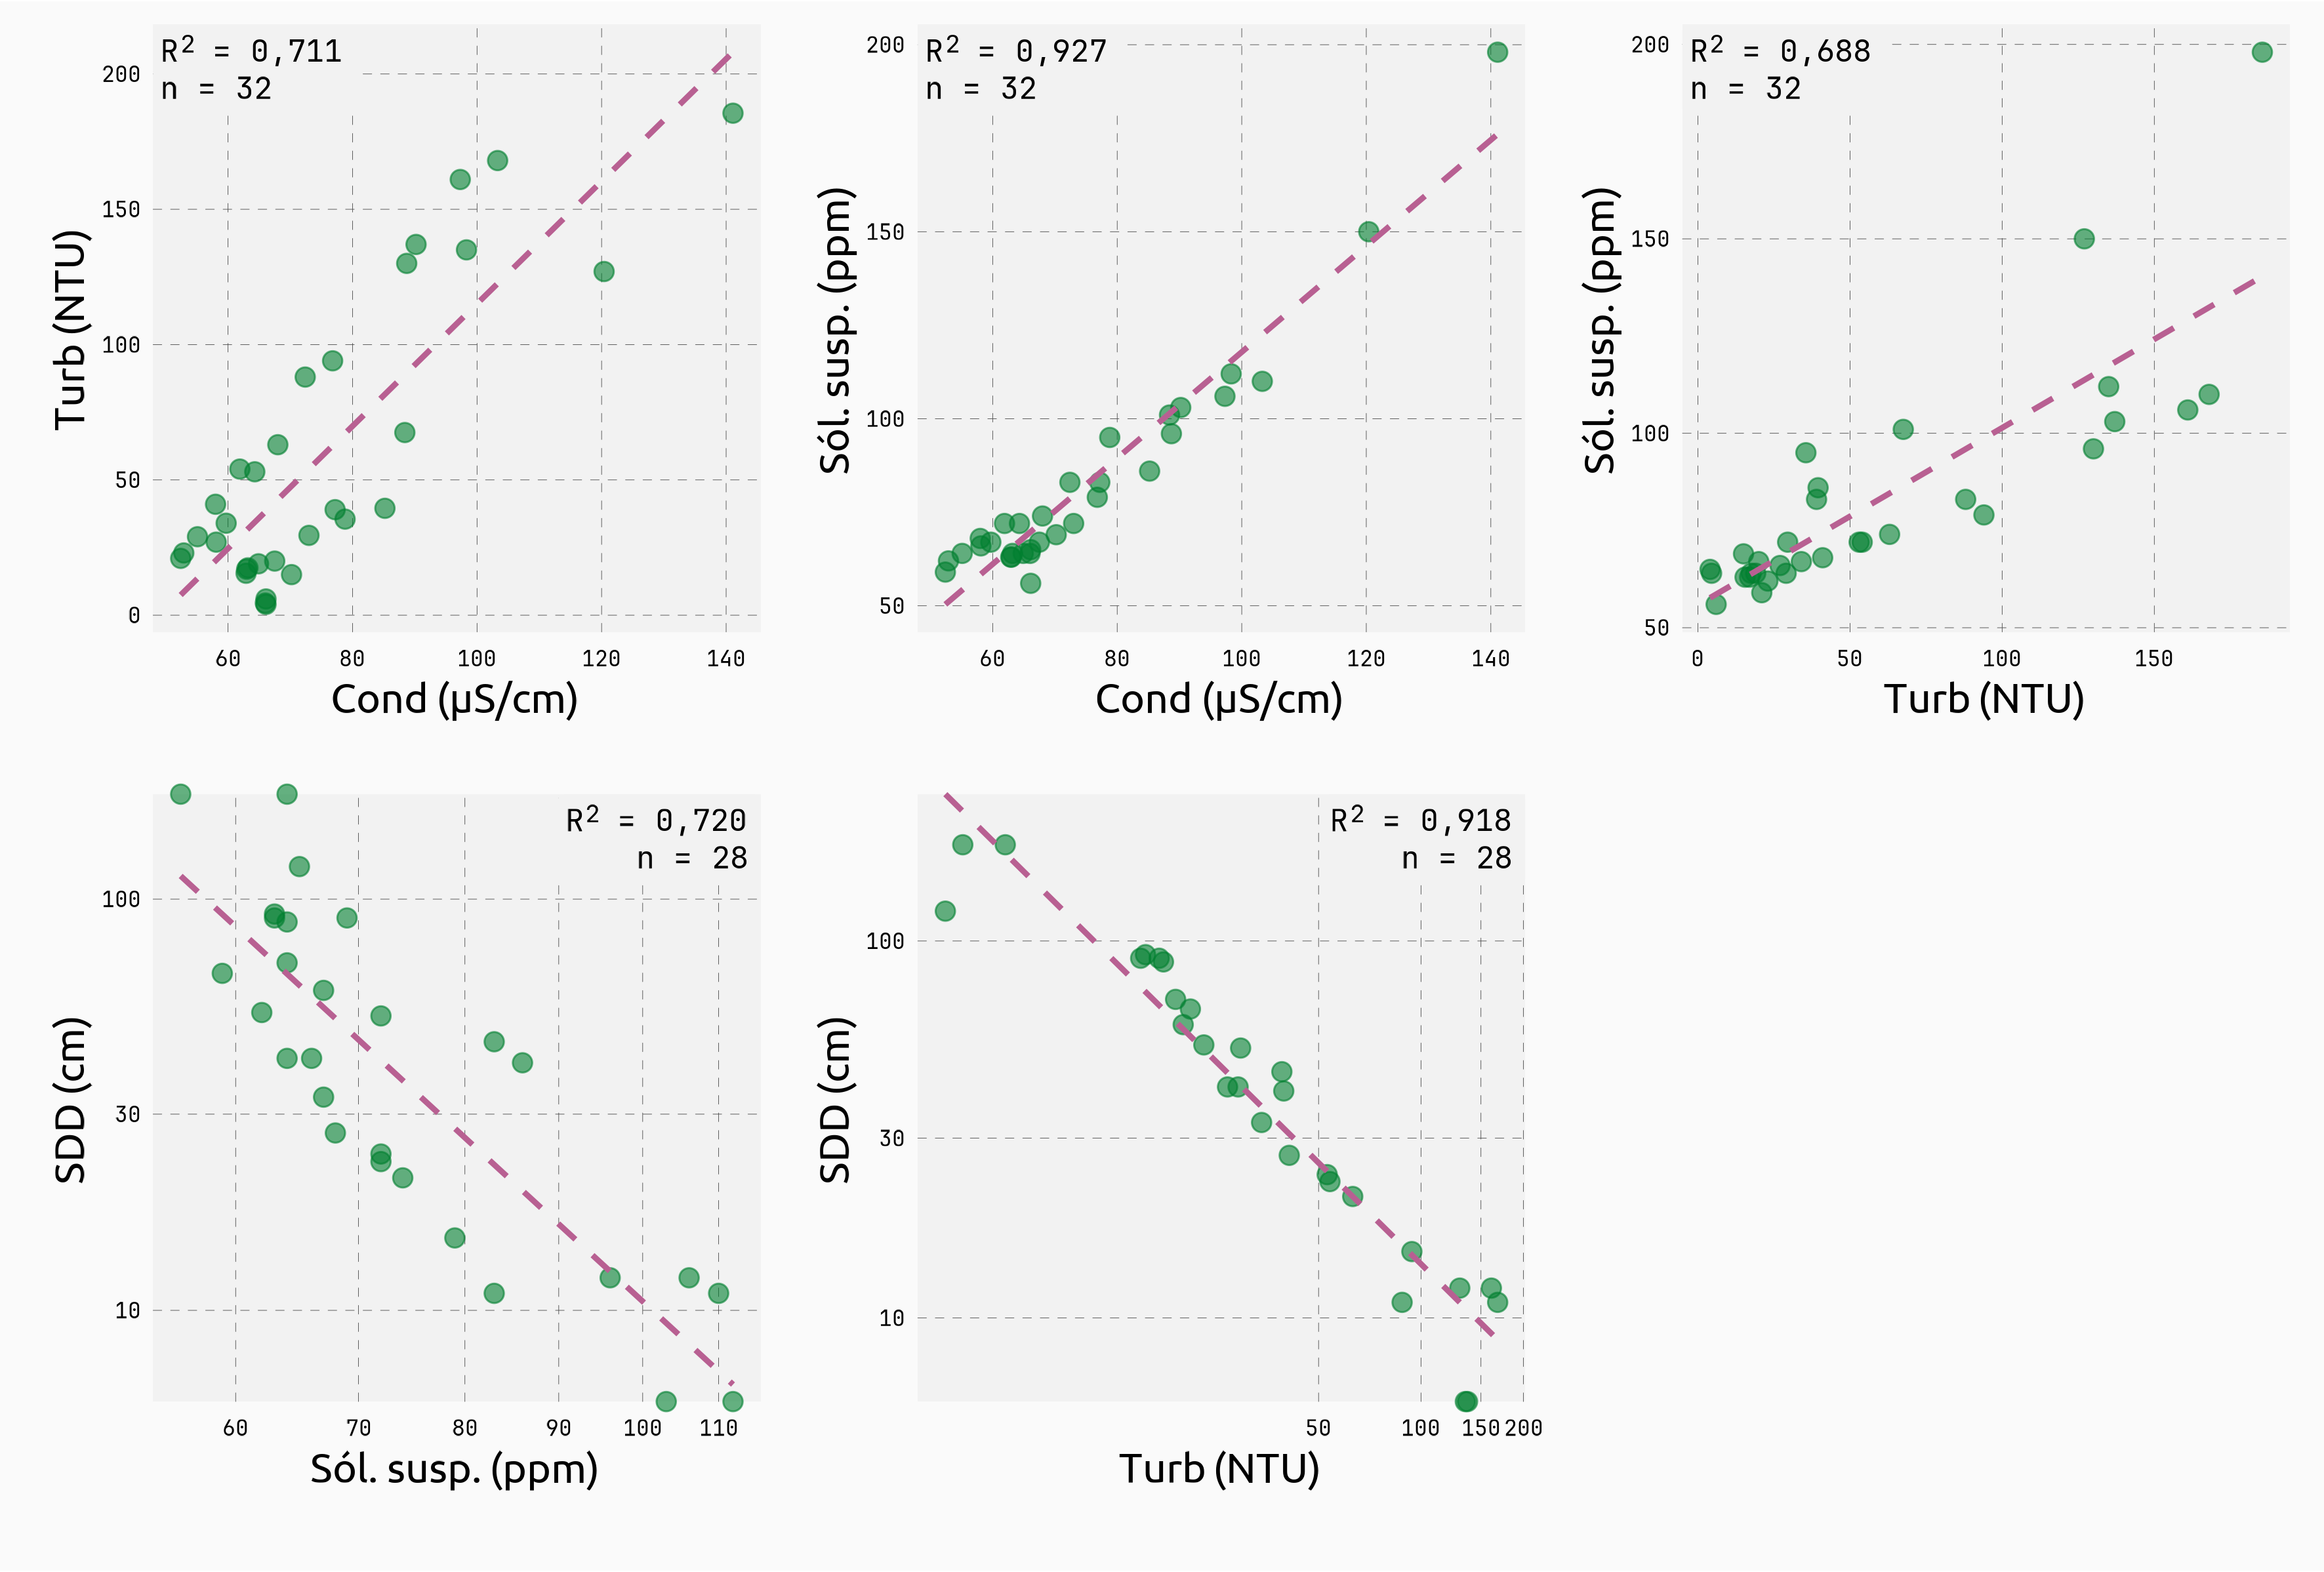 R² = 0,711
n = 32
200
150
100
50
0
Turb (NTU)
60 80 100 120 140
Cond (µS/cm)
R² = 0,927
n = 32
200
150
100
50
Sól. susp. (ppm)
60 80 100 120 140
Cond (µS/cm)
R² = 0,688
n = 32
200
150
100
50
Sól. susp. (ppm)
0 50 100 150
Turb (NTU)
R² = 0,720
n = 28
100
30
10
SDD (cm)
60 70 80 90 100 110
Sól. susp. (ppm)
R² = 0,918
n = 28
100
30
10
SDD (cm)
50 100 150 200
Turb (NTU)